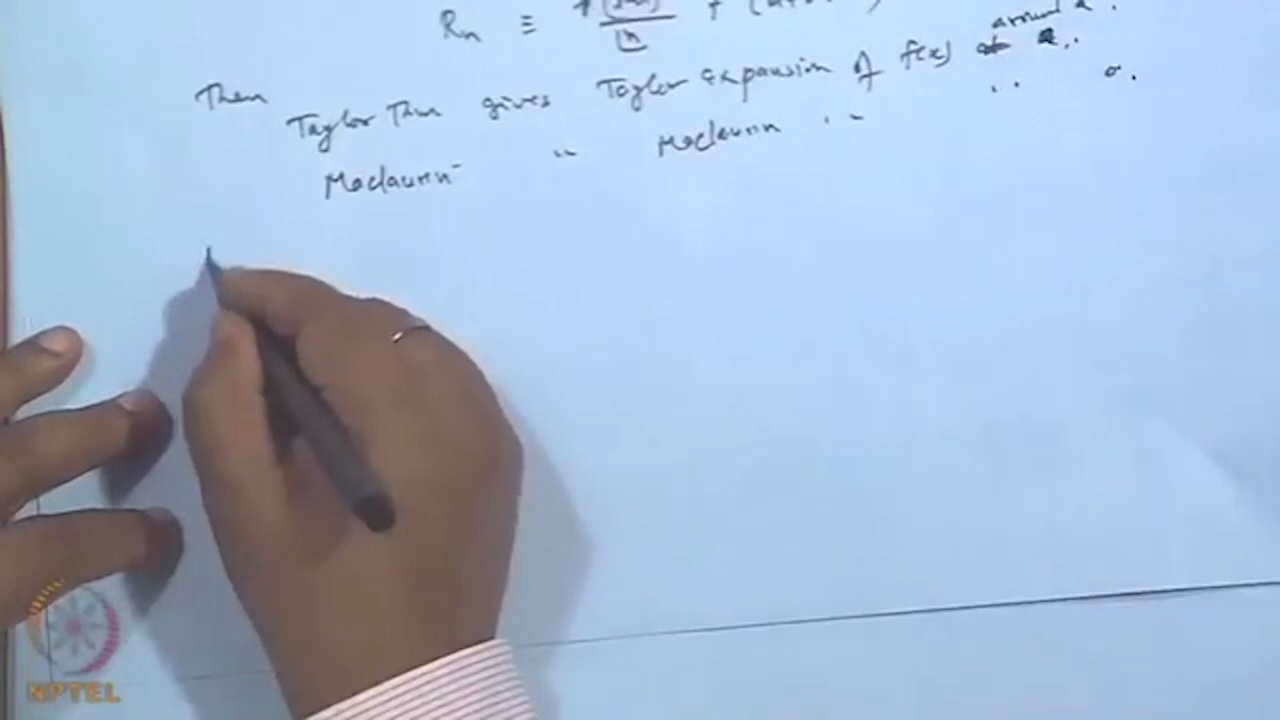 Rn ≡
around a.
Then
Taylor Thm gives Taylor Expansion of f(x) a.
Maclaurin " Maclaurin " " o.
NPTEL